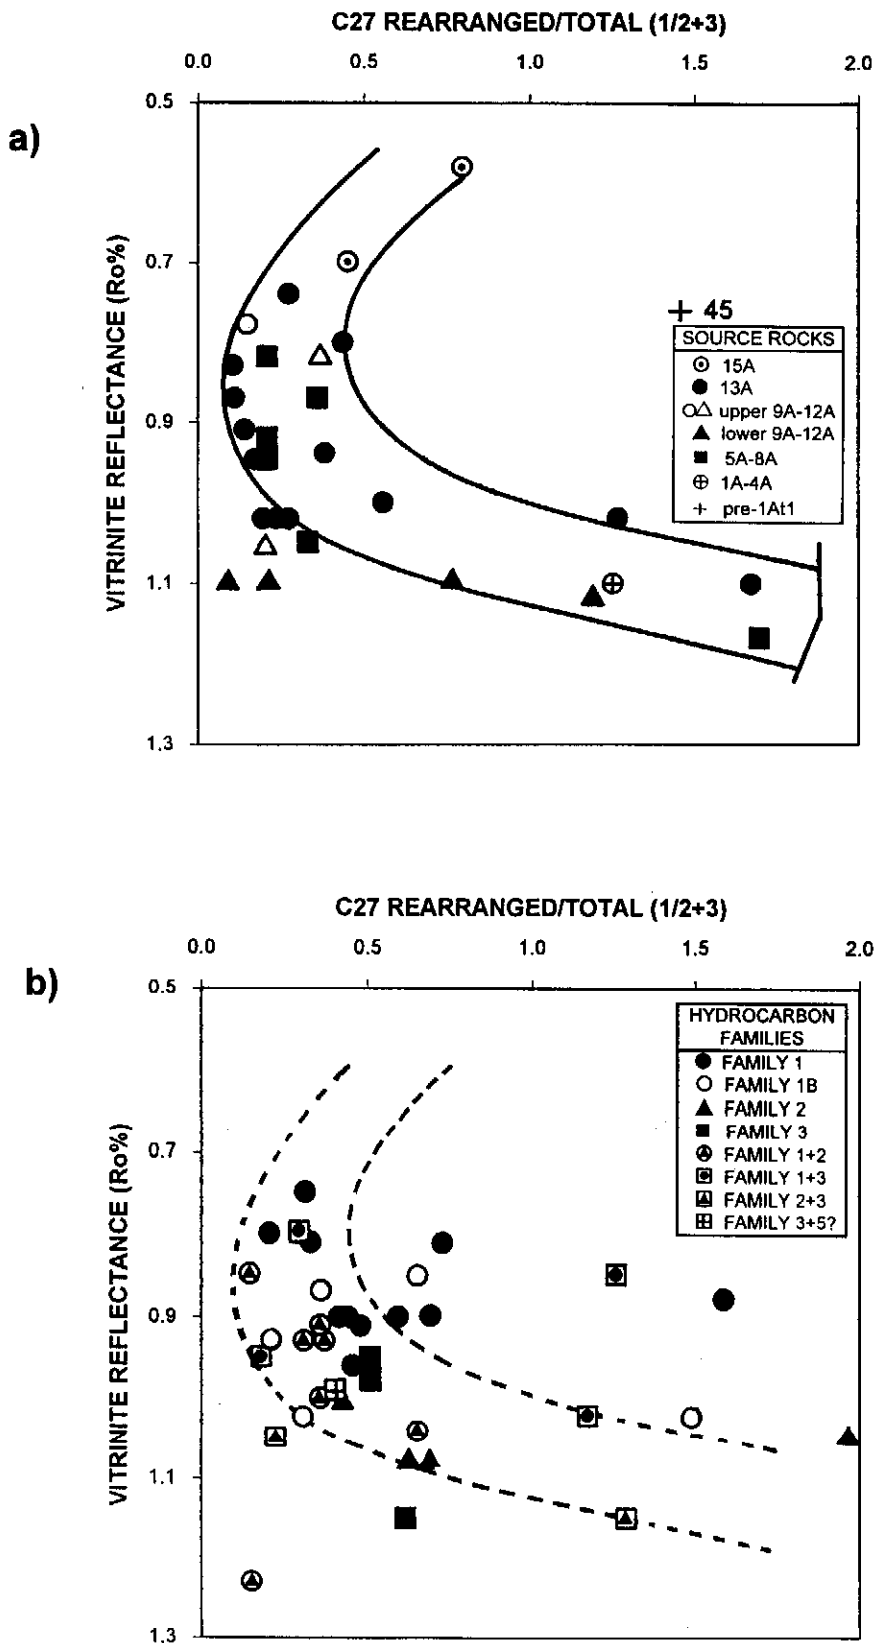 C27 REARRANGED/TOTAL (1/2+3)
0.0 0.5 1.0 1.5 2.0
a)
VITRINITE REFLECTANCE (Ro%)
0.5
0.7
0.9
1.1
1.3
+ 45
SOURCE ROCKS
15A
13A
upper 9A-12A
lower 9A-12A
5A-8A
1A-4A
pre-1At1
C27 REARRANGED/TOTAL (1/2+3)
0.0 0.5 1.0 1.5 2.0
b)
VITRINITE REFLECTANCE (Ro%)
0.5
0.7
0.9
1.1
1.3
HYDROCARBON
FAMILIES
FAMILY 1
FAMILY 1B
FAMILY 2
FAMILY 3
FAMILY 1+2
FAMILY 1+3
FAMILY 2+3
FAMILY 3+5?